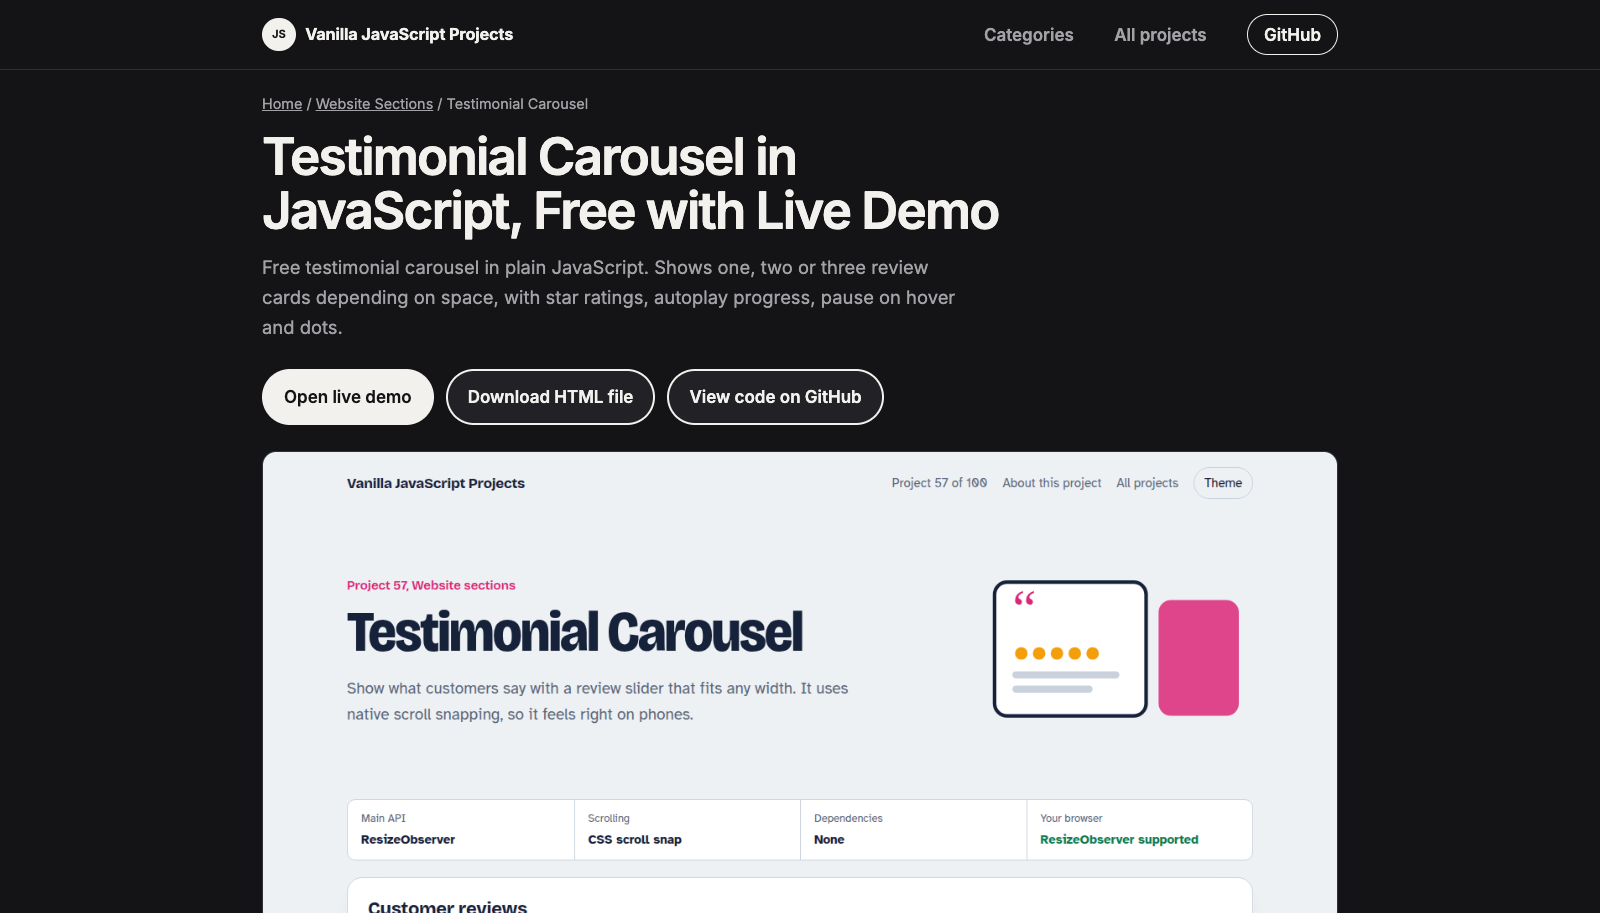 JS
Vanilla JavaScript Projects
Categories
All projects
GitHub
Home / Website Sections / Testimonial Carousel
Testimonial Carousel in
JavaScript, Free with Live Demo
Free testimonial carousel in plain JavaScript. Shows one, two or three review
cards depending on space, with star ratings, autoplay progress, pause on hover
and dots.
Open live demo
Download HTML file
View code on GitHub
Vanilla JavaScript Projects
Project 57 of 100
About this project
All projects
Theme
Project 57, Website sections
Testimonial Carousel
Show what customers say with a review slider that fits any width. It uses
native scroll snapping, so it feels right on phones.
“
Main API
ResizeObserver
Scrolling
CSS scroll snap
Dependencies
None
Your browser
ResizeObserver supported
Customer reviews